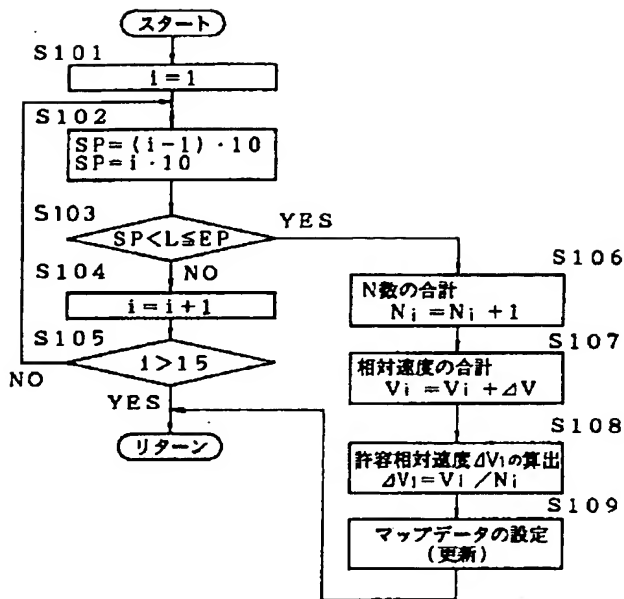 スタート
S101
i=1
S102
SP=(i-1)・10
SP=i・10
S103
SP<L≦EP
YES
NO
S104
i=i+1
S105
i>15
NO
YES
リターン
S106
N数の合計
Ni=Ni+1
S107
相対速度の合計
Vi=Vi+ΔV
S108
許容相対速度ΔV1の算出
ΔV1=Vi/Ni
S109
マップデータの設定
(更新)